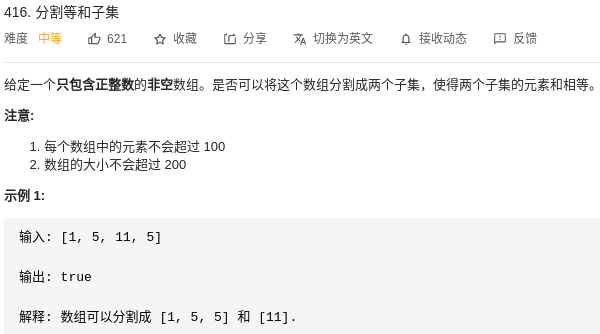 416. 分割等和子集
难度 中等 621 收藏 分享 切换为英文 接收动态 反馈
给定一个只包含正整数的非空数组。是否可以将这个数组分割成两个子集，使得两个子集的元素和相等。
注意:
1. 每个数组中的元素不会超过 100
2. 数组的大小不会超过 200
示例 1:
输入: [1, 5, 11, 5]
输出: true
解释: 数组可以分割成 [1, 5, 5] 和 [11].